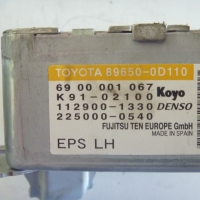 TOYOTA 89650-0D110
69 00 001 067 Koyo
K91-02100
112900-1330 DENSO
225000-0540
FUJITSU TEN EUROPE GmbH
MADE IN SPAIN
EPS LH